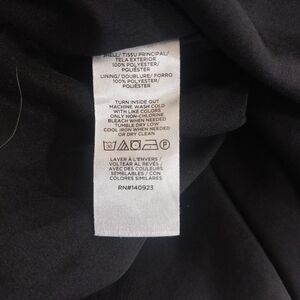 SHELL/ TISSU PRINCIPAL/
TELA EXTERIOR
100% POLYESTER/
POLIÉSTER
LINING/ DOUBLURE/ FORRO
100% POLYESTER/
POLIÉSTER
TURN INSIDE OUT
MACHINE WASH COLD
WITH LIKE COLORS
ONLY NON-CHLORINE
BLEACH WHEN NEEDED
TUMBLE DRY LOW
COOL IRON WHEN NEEDED
OR DRY CLEAN
LAVER À L'ENVERS /
VOLTEAR AL REVÉS /
AVEC DES COULEURS
SEMBLABLES / CON
COLORES SIMILARES
RN#140923